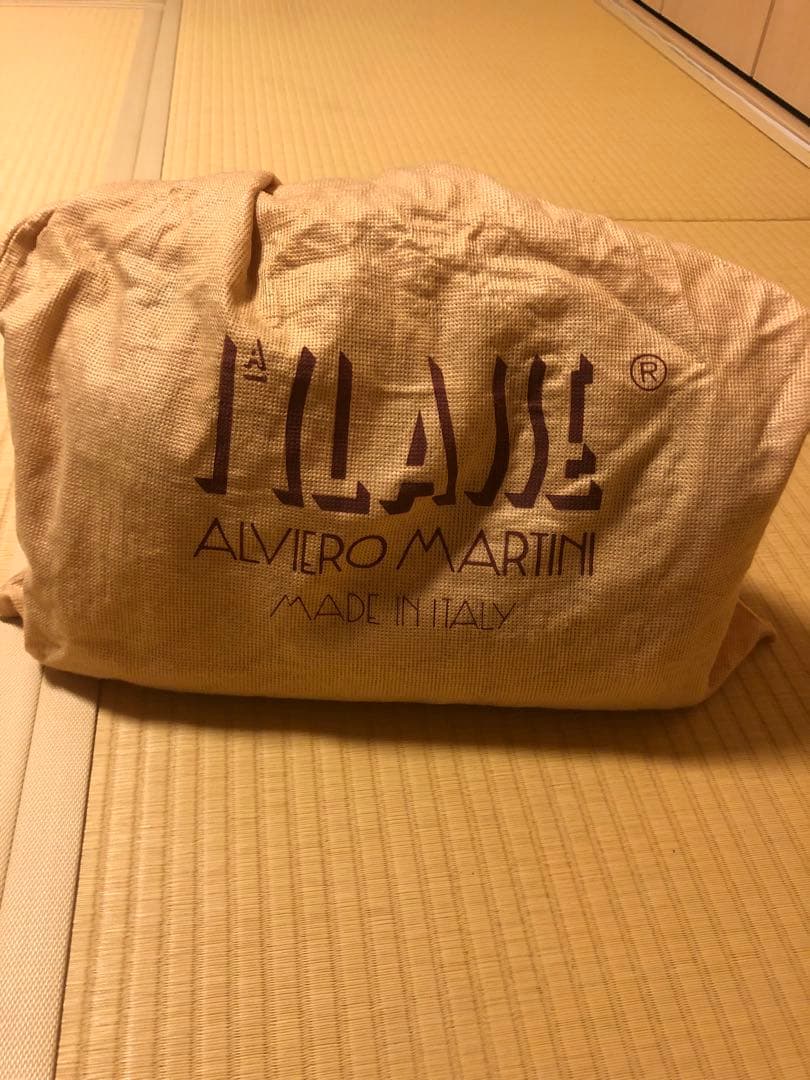 1ᴬ CLASSE ®
ALVIERO MARTINI
MADE IN ITALY